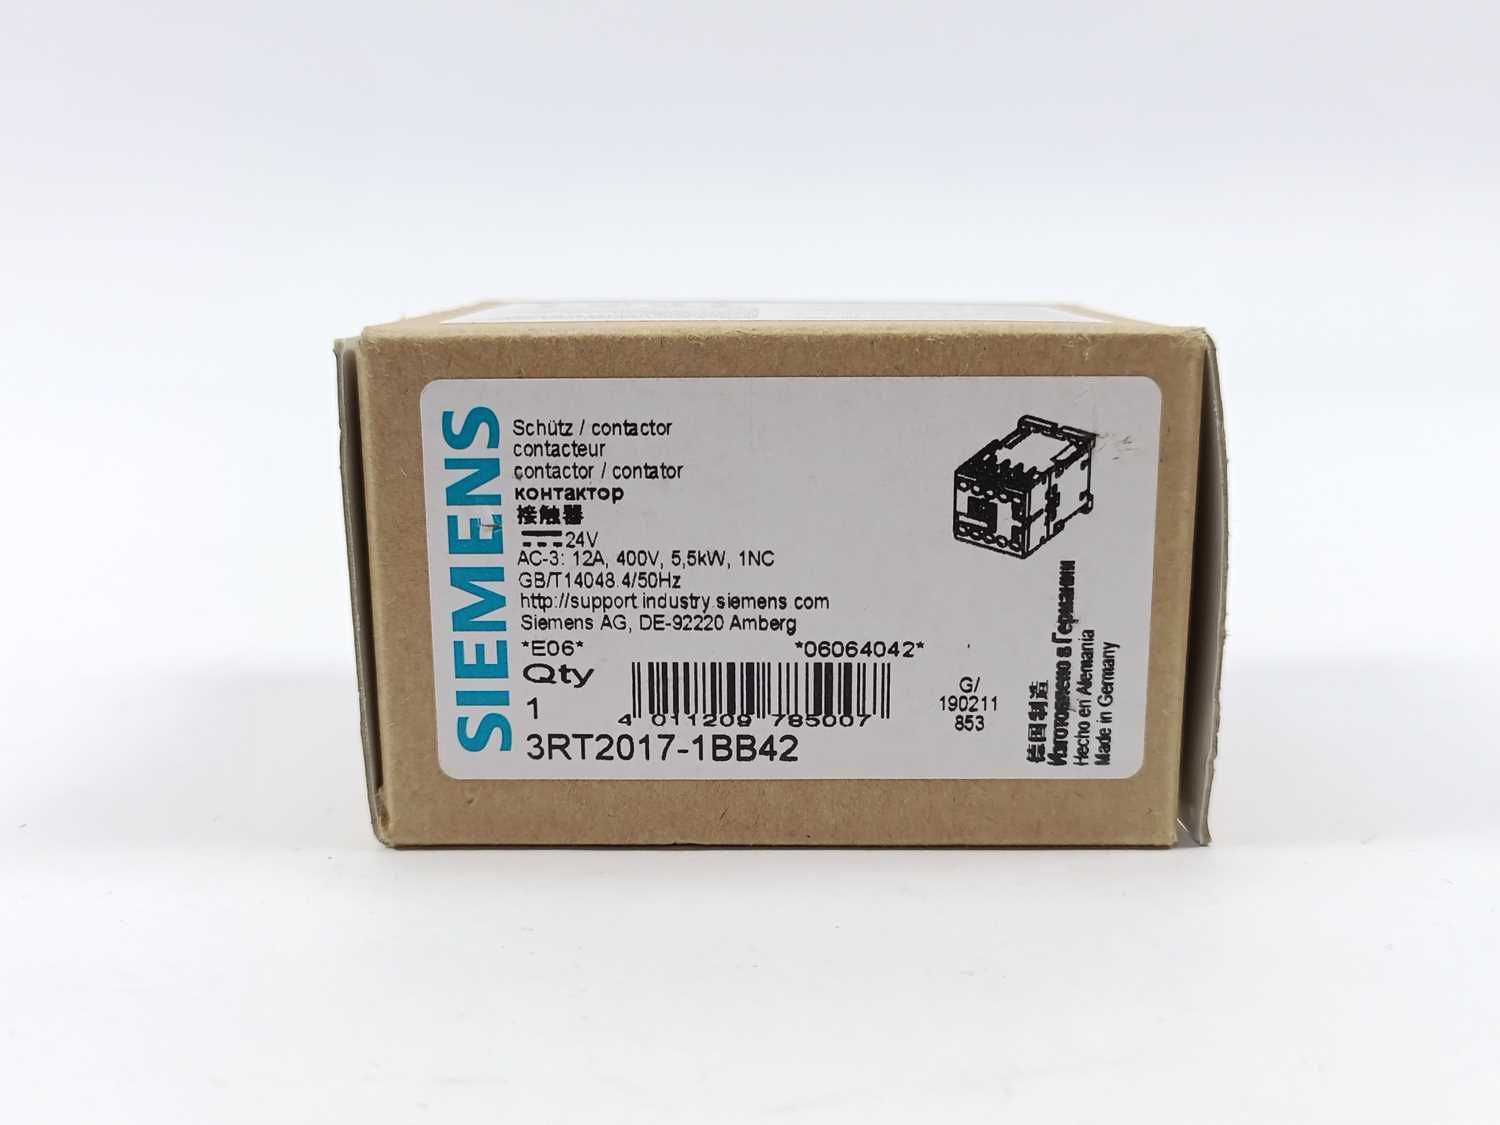 SIEMENS
Schütz / contactor
contacteur
contactor / contator
контактор
接触器
24V
AC-3: 12A, 400V, 5,5kW, 1NC
GB/T14048.4/50Hz
http://support.industry.siemens.com
Siemens AG, DE-92220 Amberg
*E06* *06064042*
Qty
1
4 011209 785007
3RT2017-1BB42
G/
190211
853
德国制造
Изготовлено в Германии
Hecho en Alemania
Made in Germany